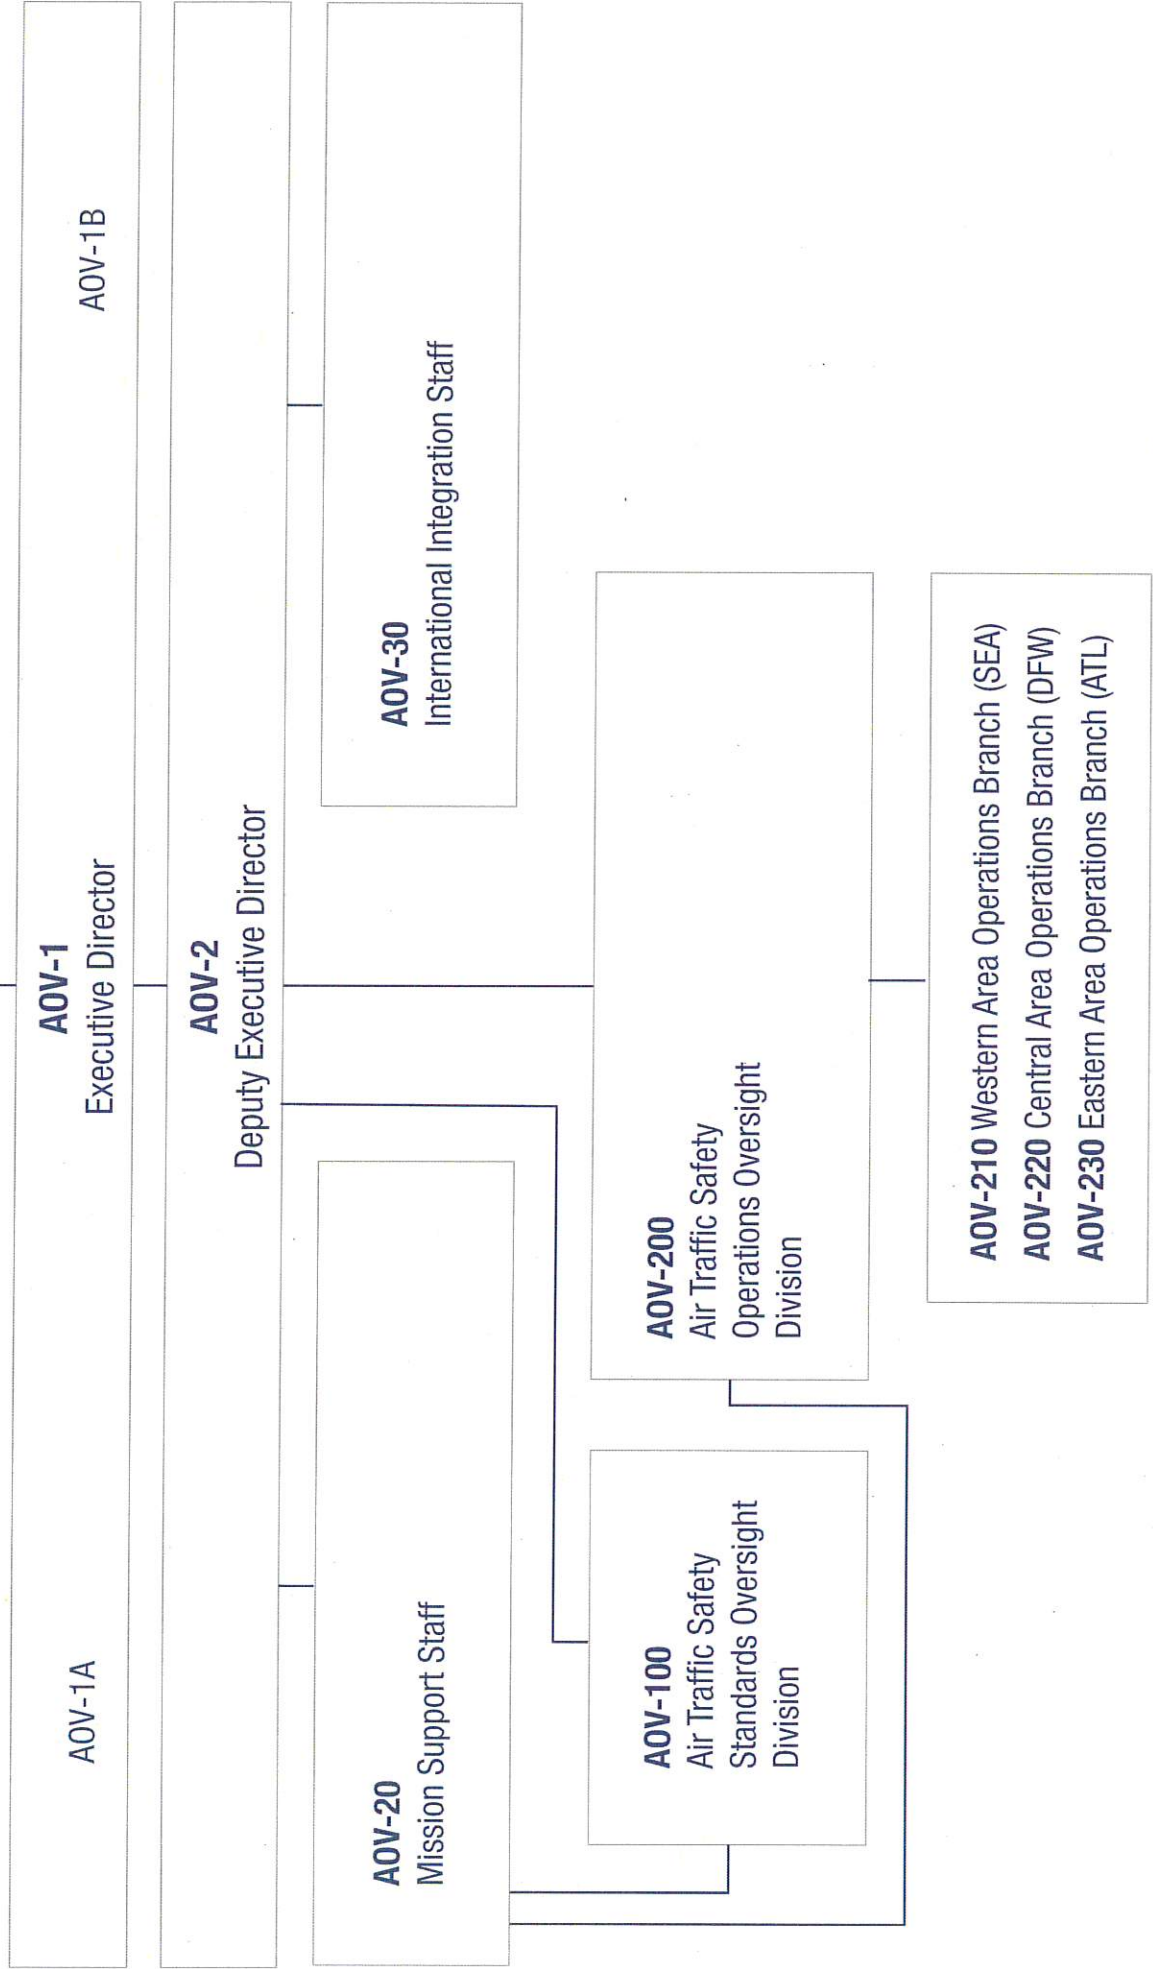 AOV-1
Executive Director
AOV-1A
AOV-1B
AOV-2
Deputy Executive Director
AOV-20
Mission Support Staff
AOV-30
International Integration Staff
AOV-100
Air Traffic Safety
Standards Oversight
Division
AOV-200
Air Traffic Safety
Operations Oversight
Division
AOV-210 Western Area Operations Branch (SEA)
AOV-220 Central Area Operations Branch (DFW)
AOV-230 Eastern Area Operations Branch (ATL)